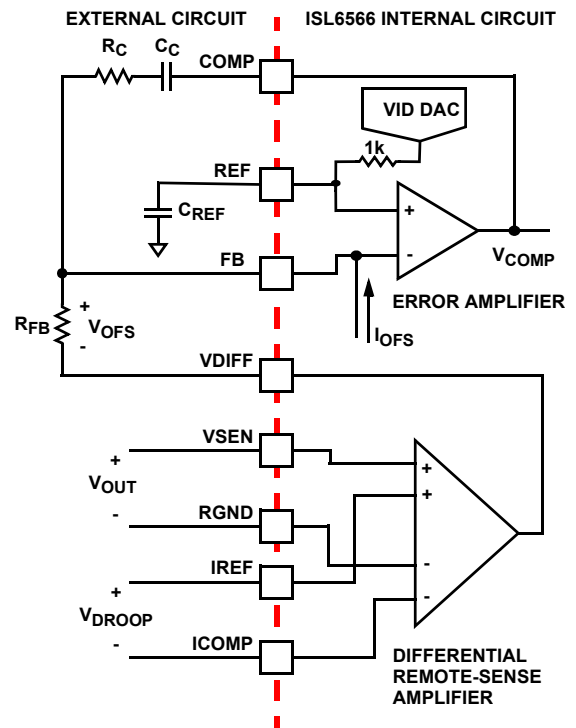 EXTERNAL CIRCUIT
ISL6566 INTERNAL CIRCUIT
RC
CC
COMP
VID DAC
1k
REF
CREF
+
-
FB
VCOMP
ERROR AMPLIFIER
IOFS
RFB
+
VOFS
-
VDIFF
VSEN
+
VOUT
-
RGND
IREF
+
VDROOP
-
ICOMP
+
+
-
-
DIFFERENTIAL
REMOTE-SENSE
AMPLIFIER